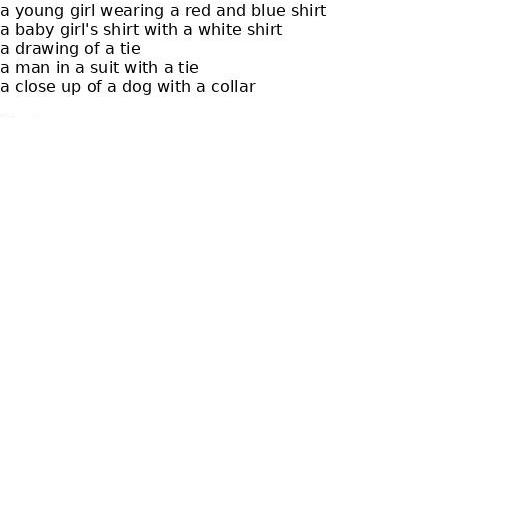 a young girl wearing a red and blue shirt
a baby girl's shirt with a white shirt
a drawing of a tie
a man in a suit with a tie
a close up of a dog with a collar